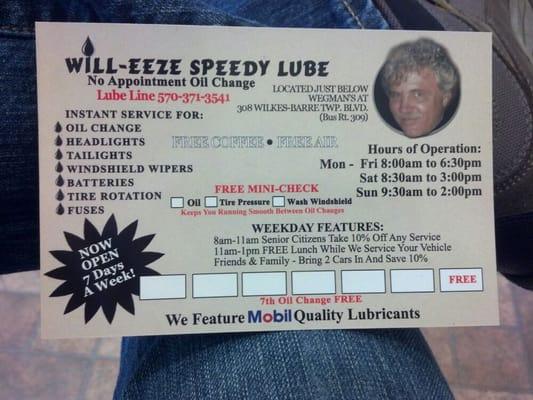 WILL-EEZE SPEEDY LUBE
No Appointment Oil Change
Lube Line 570-371-3541
LOCATED JUST BELOW
WEGMAN'S AT
308 WILKES-BARRE TWP. BLVD.
(Bus Rt. 309)
INSTANT SERVICE FOR:
OIL CHANGE
HEADLIGHTS
TAILIGHTS
WINDSHIELD WIPERS
BATTERIES
TIRE ROTATION
FUSES
FREE COFFEE • FREE AIR
Hours of Operation:
Mon - Fri 8:00am to 6:30pm
Sat 8:30am to 3:00pm
Sun 9:30am to 2:00pm
FREE MINI-CHECK
Oil Tire Pressure Wash Windshield
Keeps You Running Smooth Between Oil Changes
NOW
OPEN
7 Days
A Week!
WEEKDAY FEATURES:
8am-11am Senior Citizens Take 10% Off Any Service
11am-1pm FREE Lunch While We Service Your Vehicle
Friends & Family - Bring 2 Cars In And Save 10%
FREE
7th Oil Change FREE
We Feature Mobil Quality Lubricants